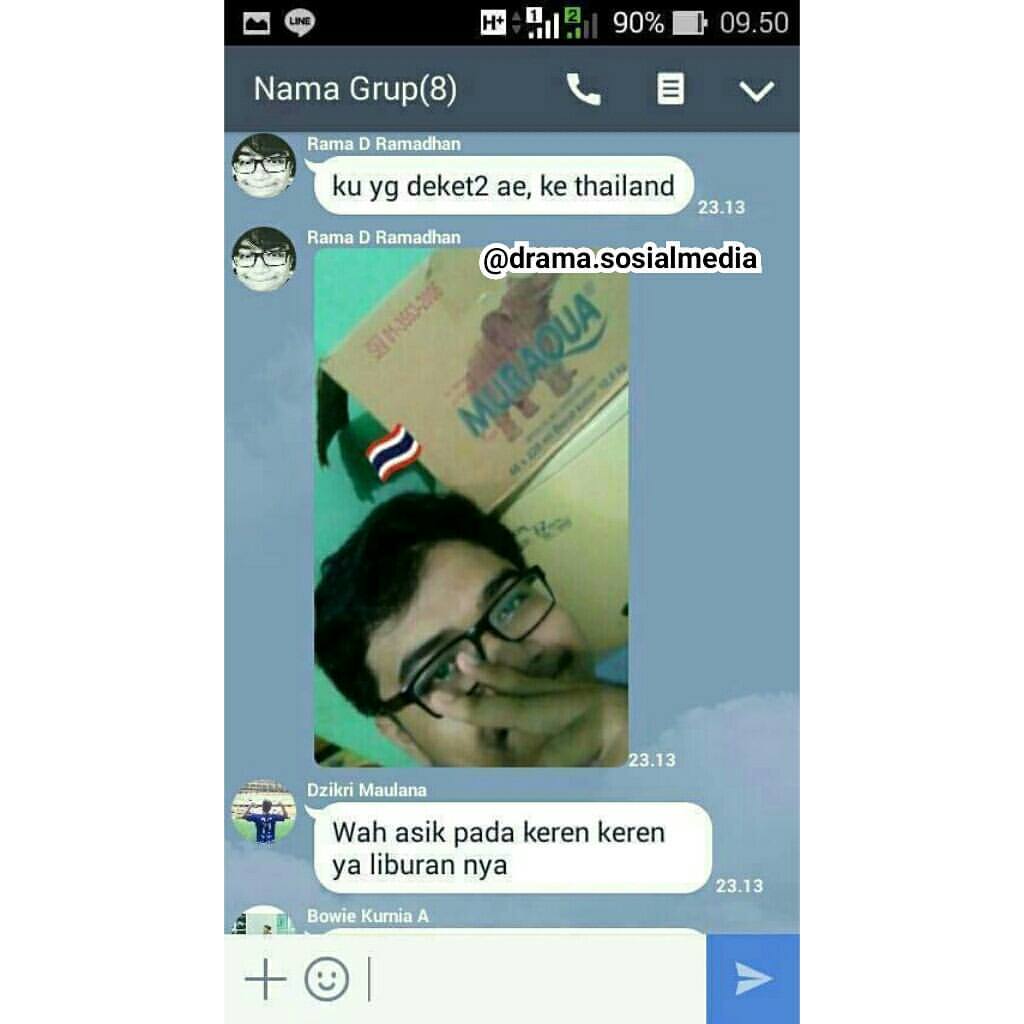 LINE
H+
1
2
90%
09.50
Nama Grup(8)
Rama D Ramadhan
ku yg deket2 ae, ke thailand
23.13
Rama D Ramadhan
@drama.sosialmedia
MURAQUA
23.13
Dzikri Maulana
Wah asik pada keren keren
ya liburan nya
23.13
Bowie Kurnia A